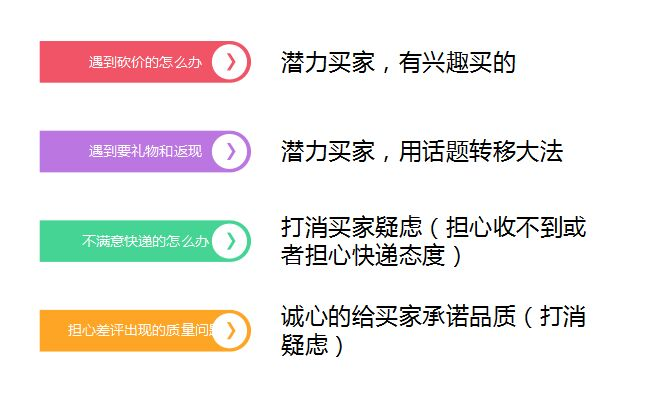 遇到砍价的怎么办
潜力买家，有兴趣买的
遇到要礼物和返现
潜力买家，用话题转移大法
不满意快递的怎么办
打消买家疑虑（担心收不到或
者担心快递态度）
担心差评出现的质量问题
诚心的给买家承诺品质（打消
疑虑）